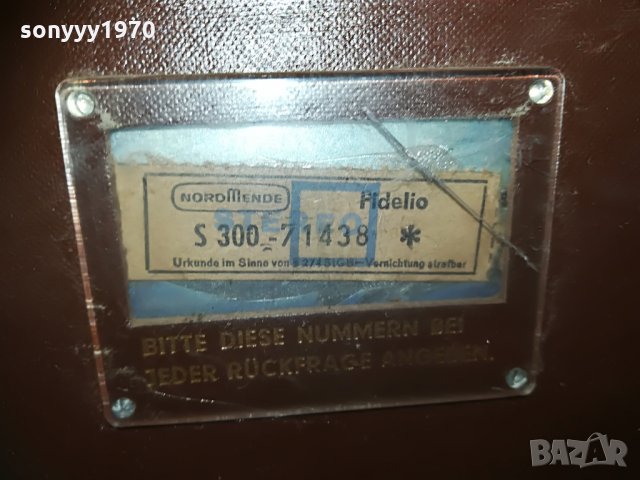 sonyyy1970
NORDMENDE Fidelio
STEREO
S 300 - 71438 *
Urkunde im Sinne von § 274 StGB - Vernichtung strafbar
BITTE DIESE NUMMERN BEI
JEDER RÜCKFRAGE ANGEBEN.
BAZAR